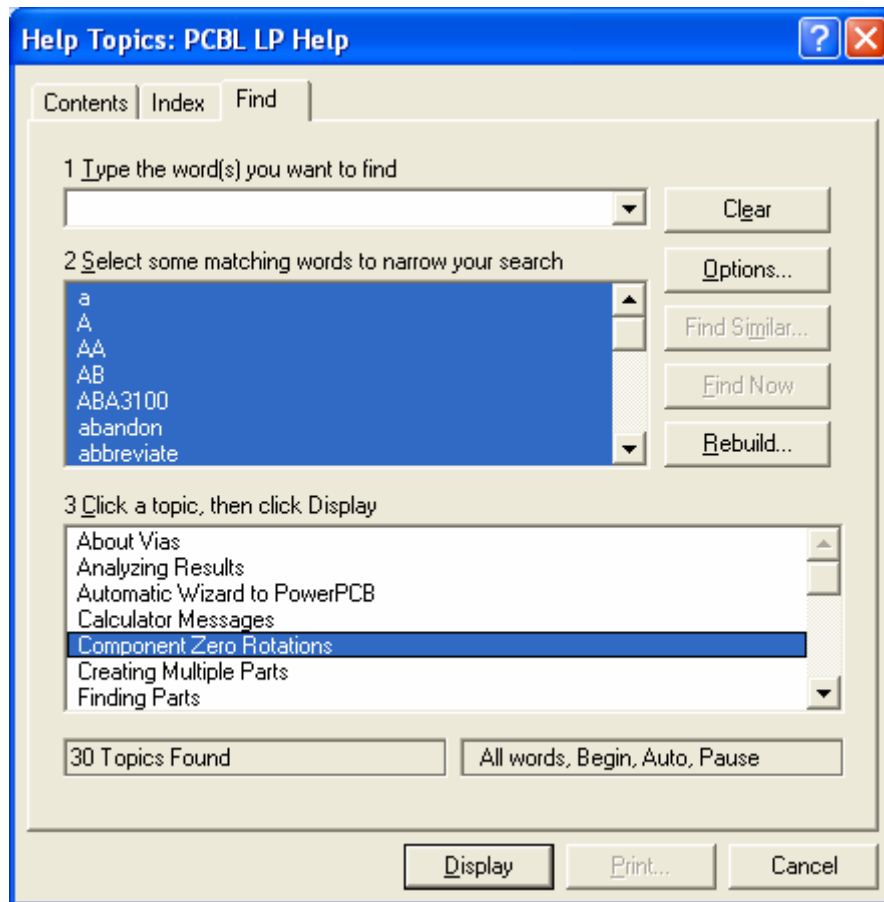 Help Topics: PCBL LP Help
Contents Index Find
1 Type the word(s) you want to find
Clear
2 Select some matching words to narrow your search
Options...
a
A
AA
AB
ABA3100
abandon
abbreviate
Find Similar...
Find Now
Rebuild...
3 Click a topic, then click Display
About Vias
Analyzing Results
Automatic Wizard to PowerPCB
Calculator Messages
Component Zero Rotations
Creating Multiple Parts
Finding Parts
30 Topics Found
All words, Begin, Auto, Pause
Display Print... Cancel